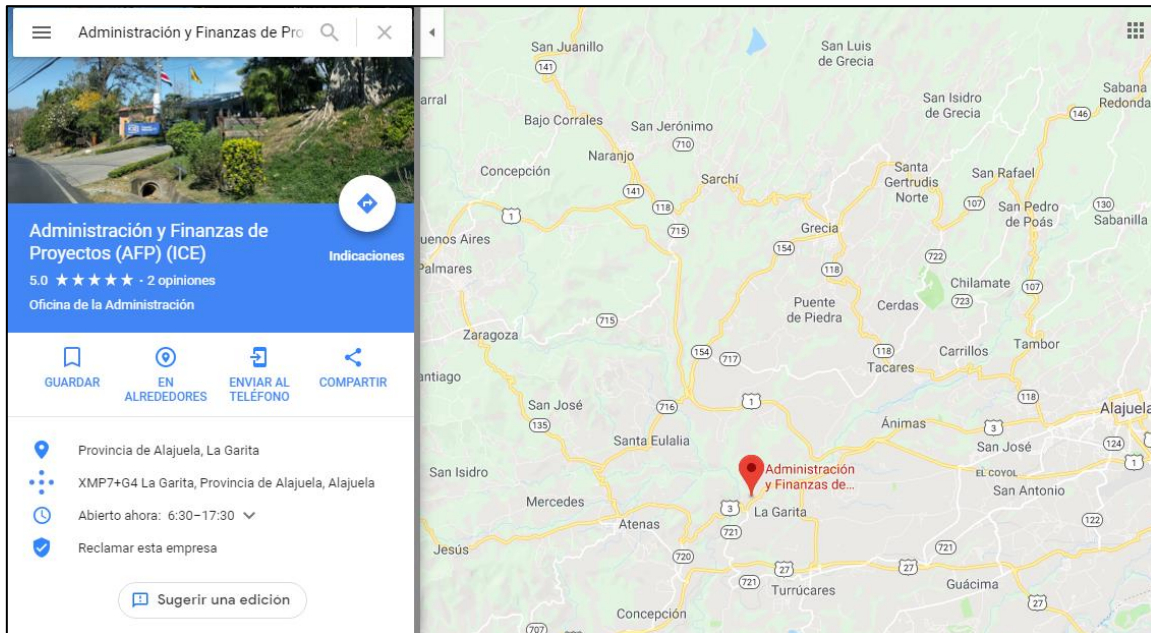 Administración y Finanzas de Pro
Administración y Finanzas de
Proyectos (AFP) (ICE)
Indicaciones
5.0 ★★★★★ · 2 opiniones
Oficina de la Administración
GUARDAR
EN
ALREDEDORES
ENVIAR AL
TELÉFONO
COMPARTIR
Provincia de Alajuela, La Garita
XMP7+G4 La Garita, Provincia de Alajuela, Alajuela
Abierto ahora: 6:30–17:30
Reclamar esta empresa
Sugerir una edición
San Juanillo
141
San Luis
de Grecia
Sabana
Redonda
arral
Bajo Corrales
San Jerónimo
710
San Isidro
de Grecia
146
Naranjo
Concepción
141
Sarchí
Santa
Gertrudis
Norte
San Rafael
1
118
107
San Pedro
de Poás
130
Sabanilla
uenos Aires
715
Grecia
154
722
Palmares
118
Chilamate
723
107
Puente
de Piedra
Cerdas
715
Zaragoza
154
717
118
Carrillos
Tambor
Tacares
antiago
118
San José
135
716
1
Alajuela
Ánimas
3
San José
124
Santa Eulalia
1
San Isidro
Administración
y Finanzas de...
EL COYOL
San Antonio
Mercedes
3
La Garita
122
Atenas
721
Jesús
720
721
27
27
721
Turrúcares
Guácima
27
Concepción
707